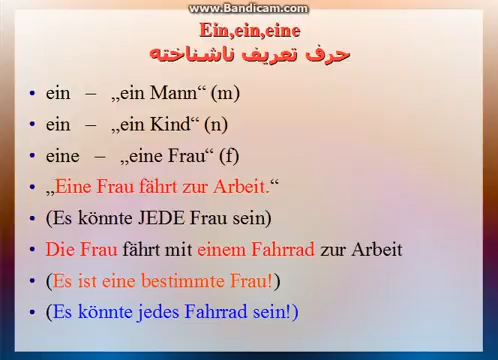 www.Bandicam.com
Ein,ein,eine
حرف تعریف ناشناخته
• ein – „ein Mann“ (m)
• ein – „ein Kind“ (n)
• eine – „eine Frau“ (f)
• „Eine Frau fährt zur Arbeit.“
• (Es könnte JEDE Frau sein)
• Die Frau fährt mit einem Fahrrad zur Arbeit
• (Es ist eine bestimmte Frau!)
• (Es könnte jedes Fahrrad sein!)